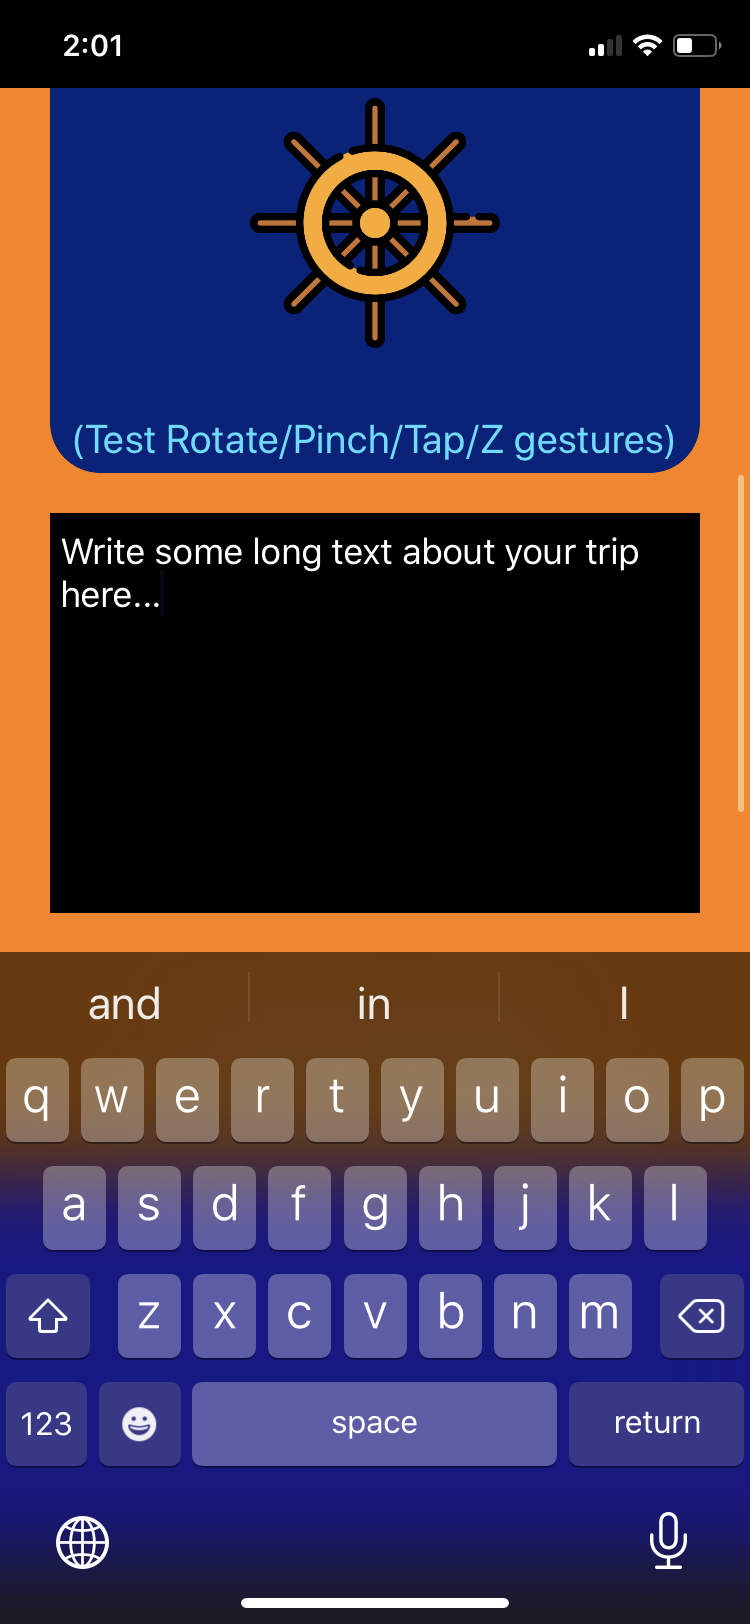 2:01
(Test Rotate/Pinch/Tap/Z gestures)
Write some long text about your trip
here...
and in I
q w e r t y u i o p
a s d f g h j k l
z x c v b n m
123 space return